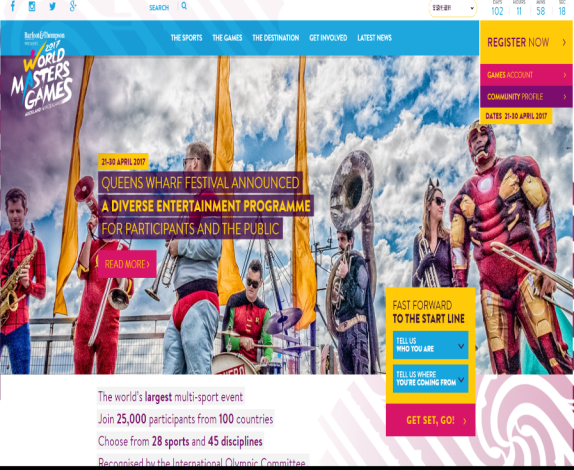 SEARCH
DAYS HOURS MINS SEC
102 11 58 18
THE SPORTS THE GAMES THE DESTINATION GET INVOLVED LATEST NEWS
REGISTER NOW
GAMES ACCOUNT
COMMUNITY PROFILE
DATES 21-30 APRIL 2017
2017
WORLD
MASTERS
GAMES
21-30 APRIL 2017
QUEENS WHARF FESTIVAL ANNOUNCED
A DIVERSE ENTERTAINMENT PROGRAMME
FOR PARTICIPANTS AND THE PUBLIC
READ MORE
FAST FORWARD
TO THE START LINE
TELL US
WHO YOU ARE
TELL US WHERE
YOU'RE COMING FROM
GET SET, GO!
The world's largest multi-sport event
Join 25,000 participants from 100 countries
Choose from 28 sports and 45 disciplines
Recognised by the International Olympic Committee